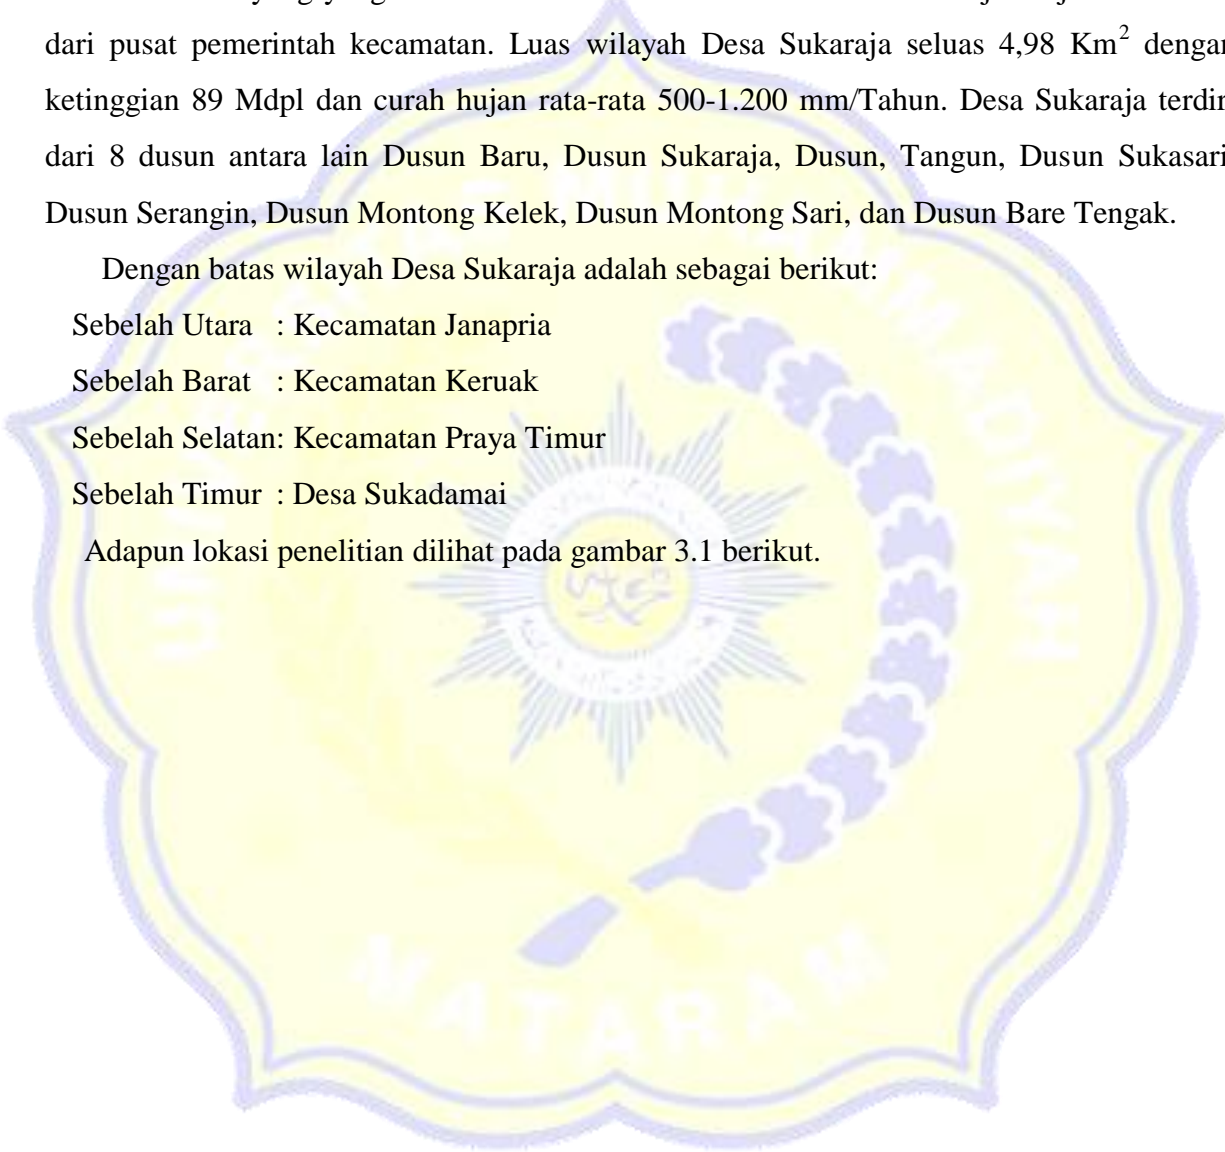 dari pusat pemerintah kecamatan. Luas wilayah Desa Sukaraja seluas 4,98 Km² dengan
ketinggian 89 Mdpl dan curah hujan rata-rata 500-1.200 mm/Tahun. Desa Sukaraja terdiri
dari 8 dusun antara lain Dusun Baru, Dusun Sukaraja, Dusun, Tangun, Dusun Sukasari
Dusun Serangin, Dusun Montong Kelek, Dusun Montong Sari, dan Dusun Bare Tengak.
Dengan batas wilayah Desa Sukaraja adalah sebagai berikut:
Sebelah Utara : Kecamatan Janapria
Sebelah Barat : Kecamatan Keruak
Sebelah Selatan: Kecamatan Praya Timur
Sebelah Timur : Desa Sukadamai
Adapun lokasi penelitian dilihat pada gambar 3.1 berikut.
UNIVERSITAS MUHAMMADIYAH
MATARAM